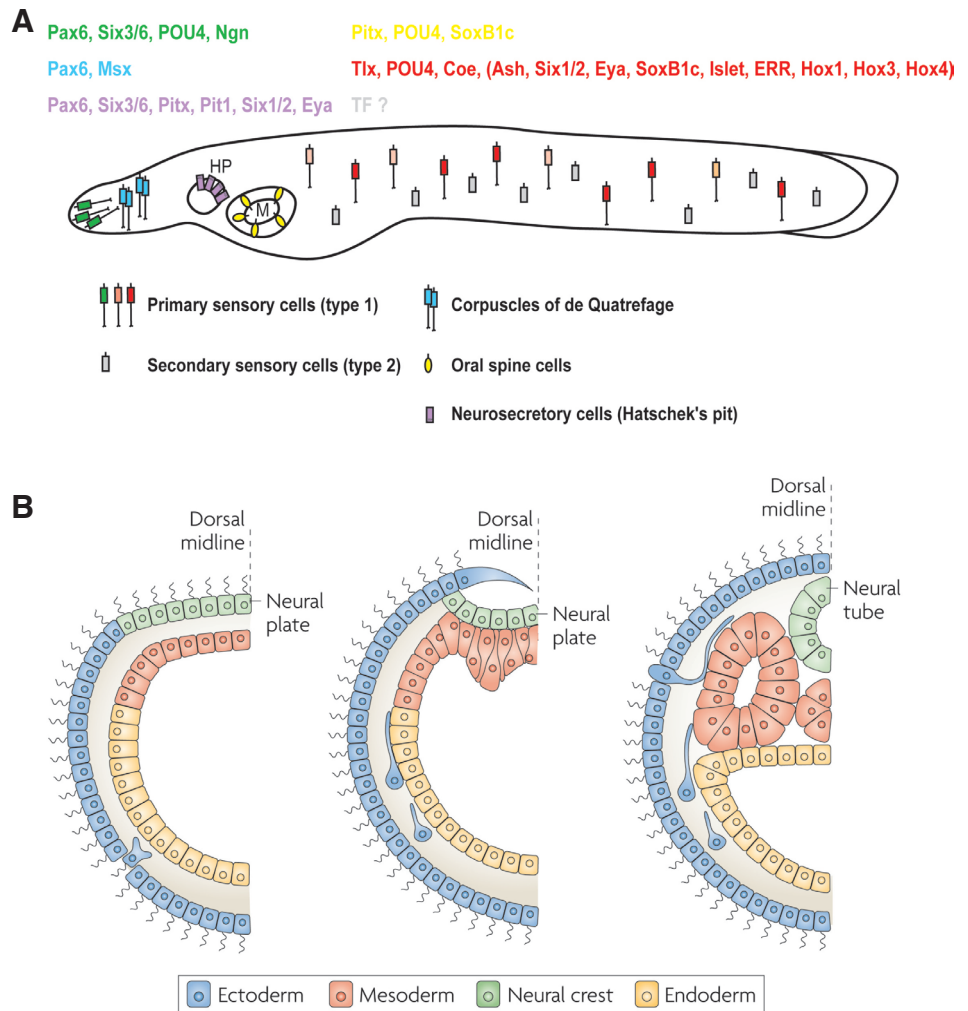 A
Pax6, Six3/6, POU4, Ngn
Pitx, POU4, SoxB1c
Pax6, Msx
Tlx, POU4, Coe, (Ash, Six1/2, Eya, SoxB1c, Islet, ERR, Hox1, Hox3, Hox4)
Pax6, Six3/6, Pitx, Pit1, Six1/2, Eya
TF ?
HP
M
Primary sensory cells (type 1)
Corpuscles of de Quatrefage
Secondary sensory cells (type 2)
Oral spine cells
Neurosecretory cells (Hatschek's pit)
B
Dorsal
midline
Neural
plate
Dorsal
midline
Neural
plate
Dorsal
midline
Neural
tube
Ectoderm
Mesoderm
Neural crest
Endoderm